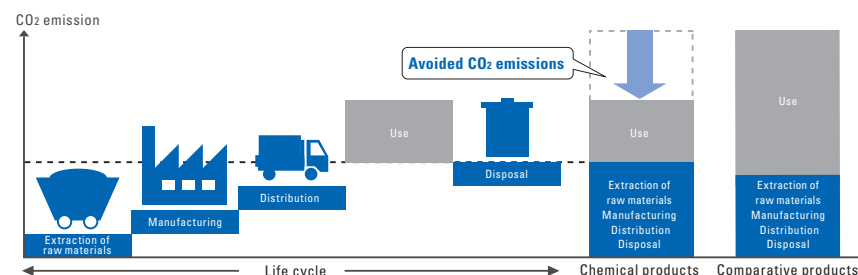 CO2 emission
Avoided CO2 emissions
Use
Use
Use
Disposal
Distribution
Manufacturing
Extraction of
raw materials
Extraction of
raw materials
Manufacturing
Distribution
Disposal
Extraction of
raw materials
Manufacturing
Distribution
Disposal
Life cycle
Chemical products
Comparative products